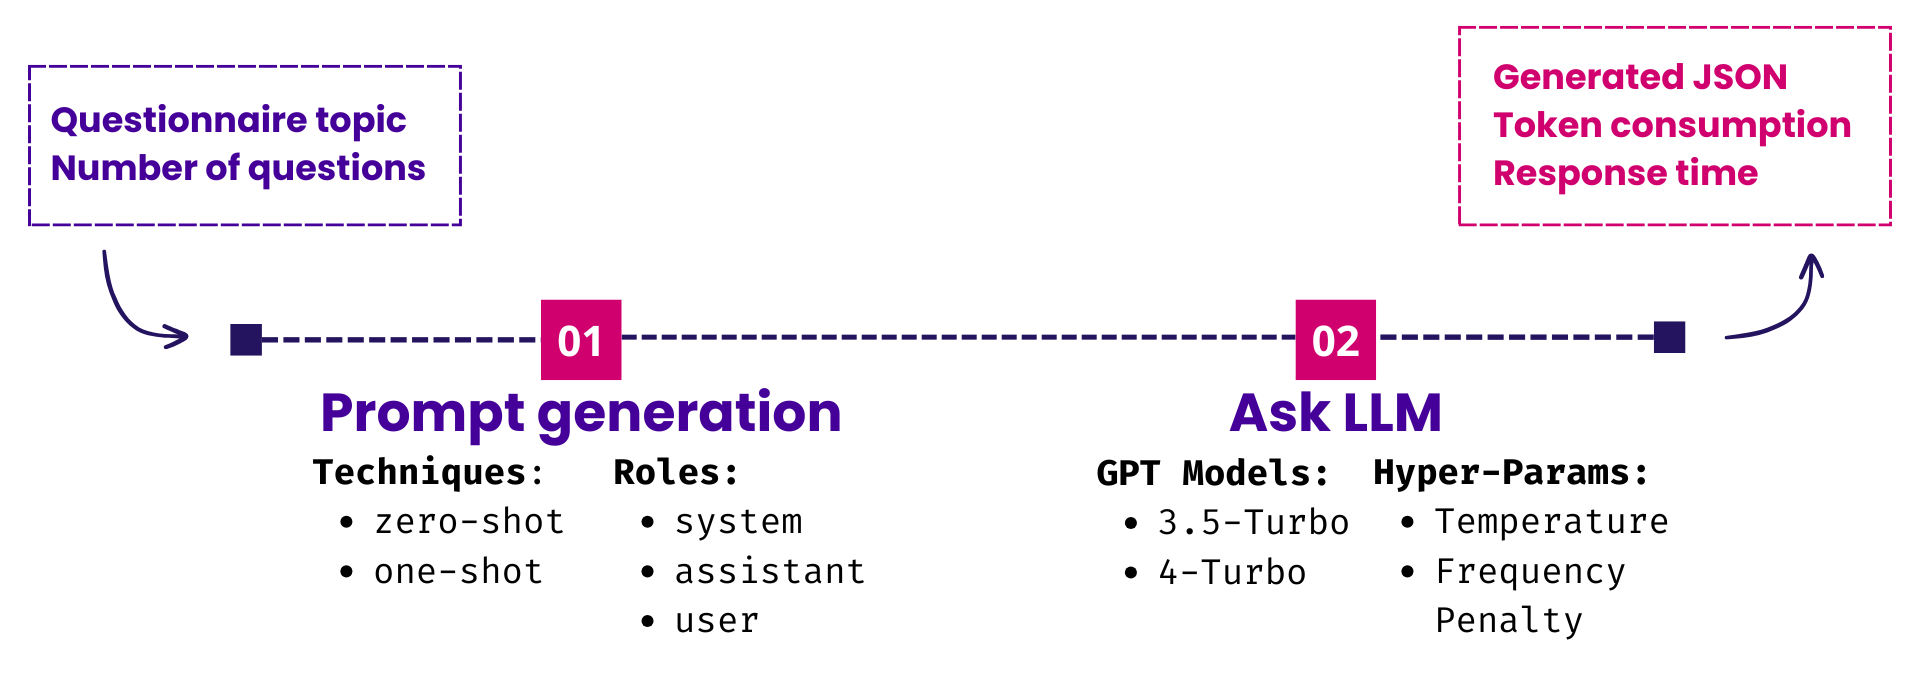 Questionnaire topic
Number of questions
Generated JSON
Token consumption
Response time
01
Prompt generation
Techniques:
• zero-shot
• one-shot
Roles:
• system
• assistant
• user
02
Ask LLM
GPT Models:
• 3.5-Turbo
• 4-Turbo
Hyper-Params:
• Temperature
• Frequency
Penalty